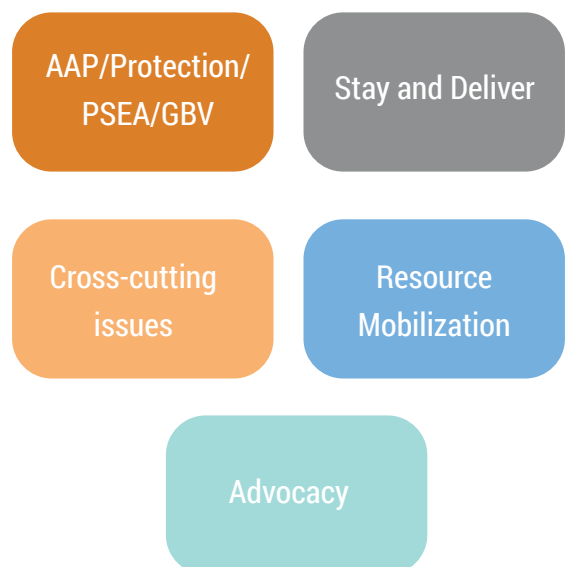 AAP/Protection/
PSEA/GBV
Stay and Deliver
Cross-cutting
issues
Resource
Mobilization
Advocacy